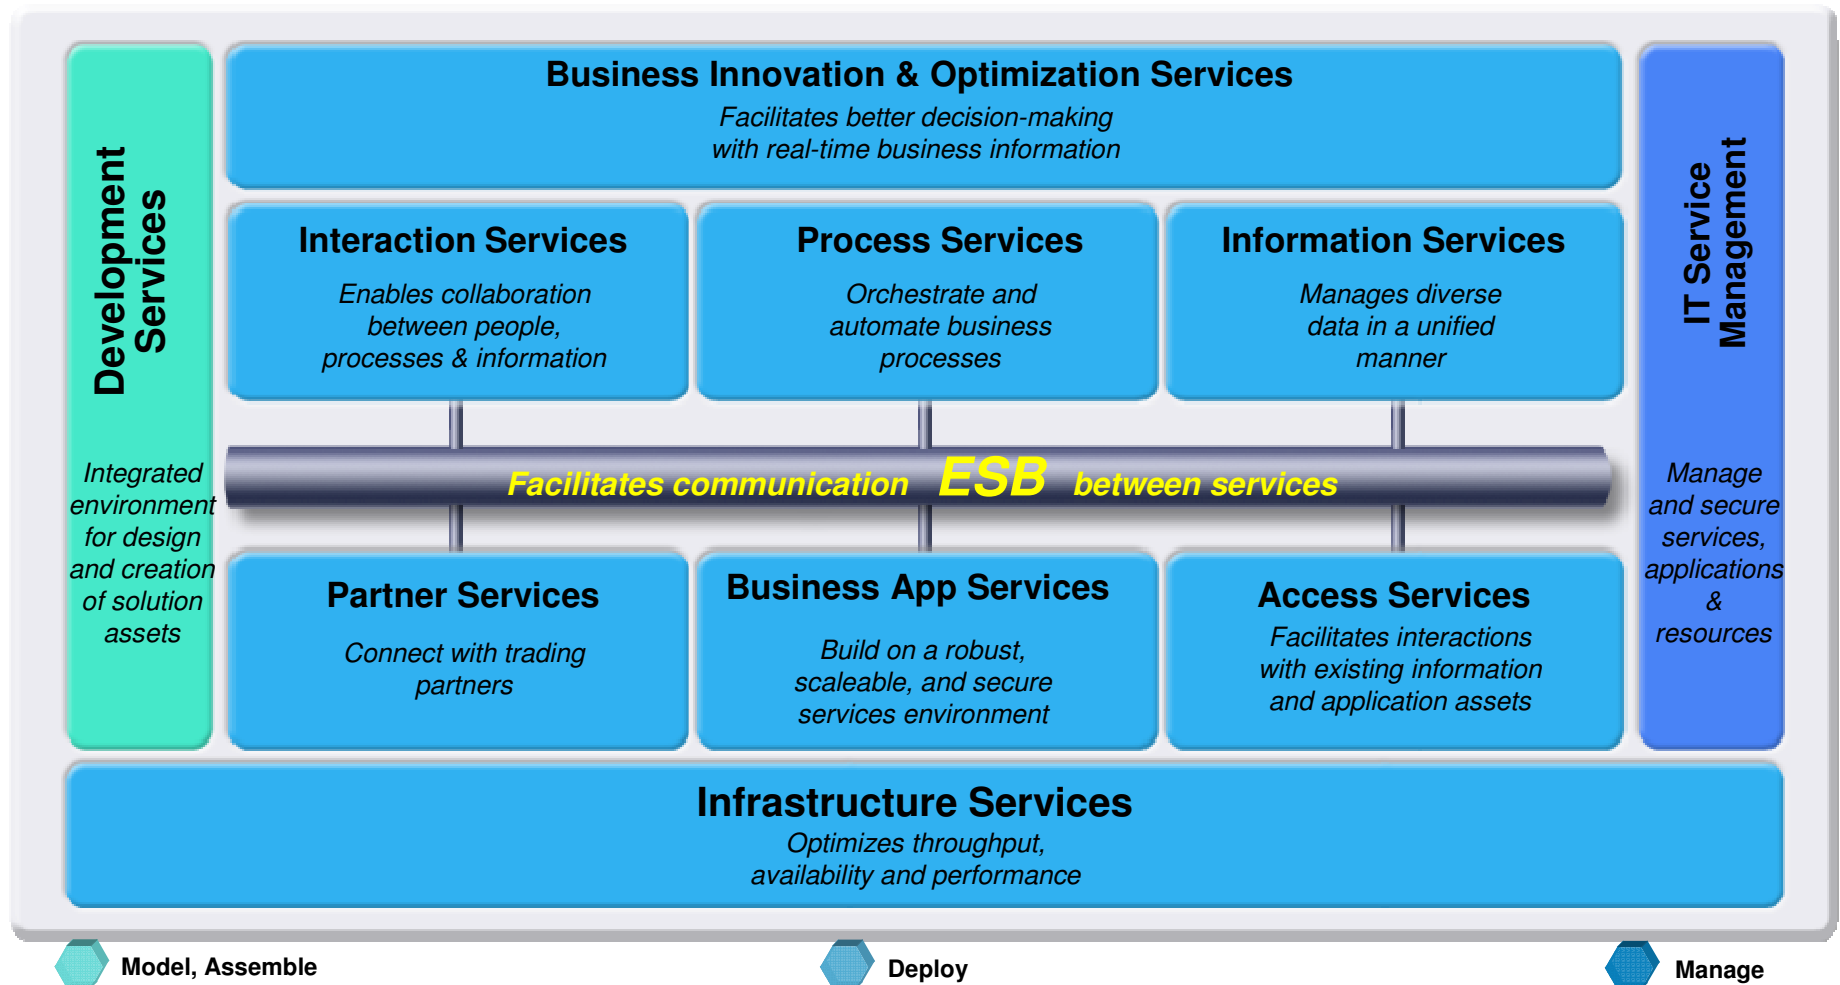 Business Innovation & Optimization Services
Facilitates better decision-making
with real-time business information
Development
Services
Integrated
environment
for design
and creation
of solution
assets
Interaction Services
Enables collaboration
between people,
processes & information
Process Services
Orchestrate and
automate business
processes
Information Services
Manages diverse
data in a unified
manner
IT Service
Management
Manage
and secure
services,
applications
&
resources
Facilitates communication ESB between services
Partner Services
Connect with trading
partners
Business App Services
Build on a robust,
scaleable, and secure
services environment
Access Services
Facilitates interactions
with existing information
and application assets
Infrastructure Services
Optimizes throughput,
availability and performance
Model, Assemble
Deploy
Manage